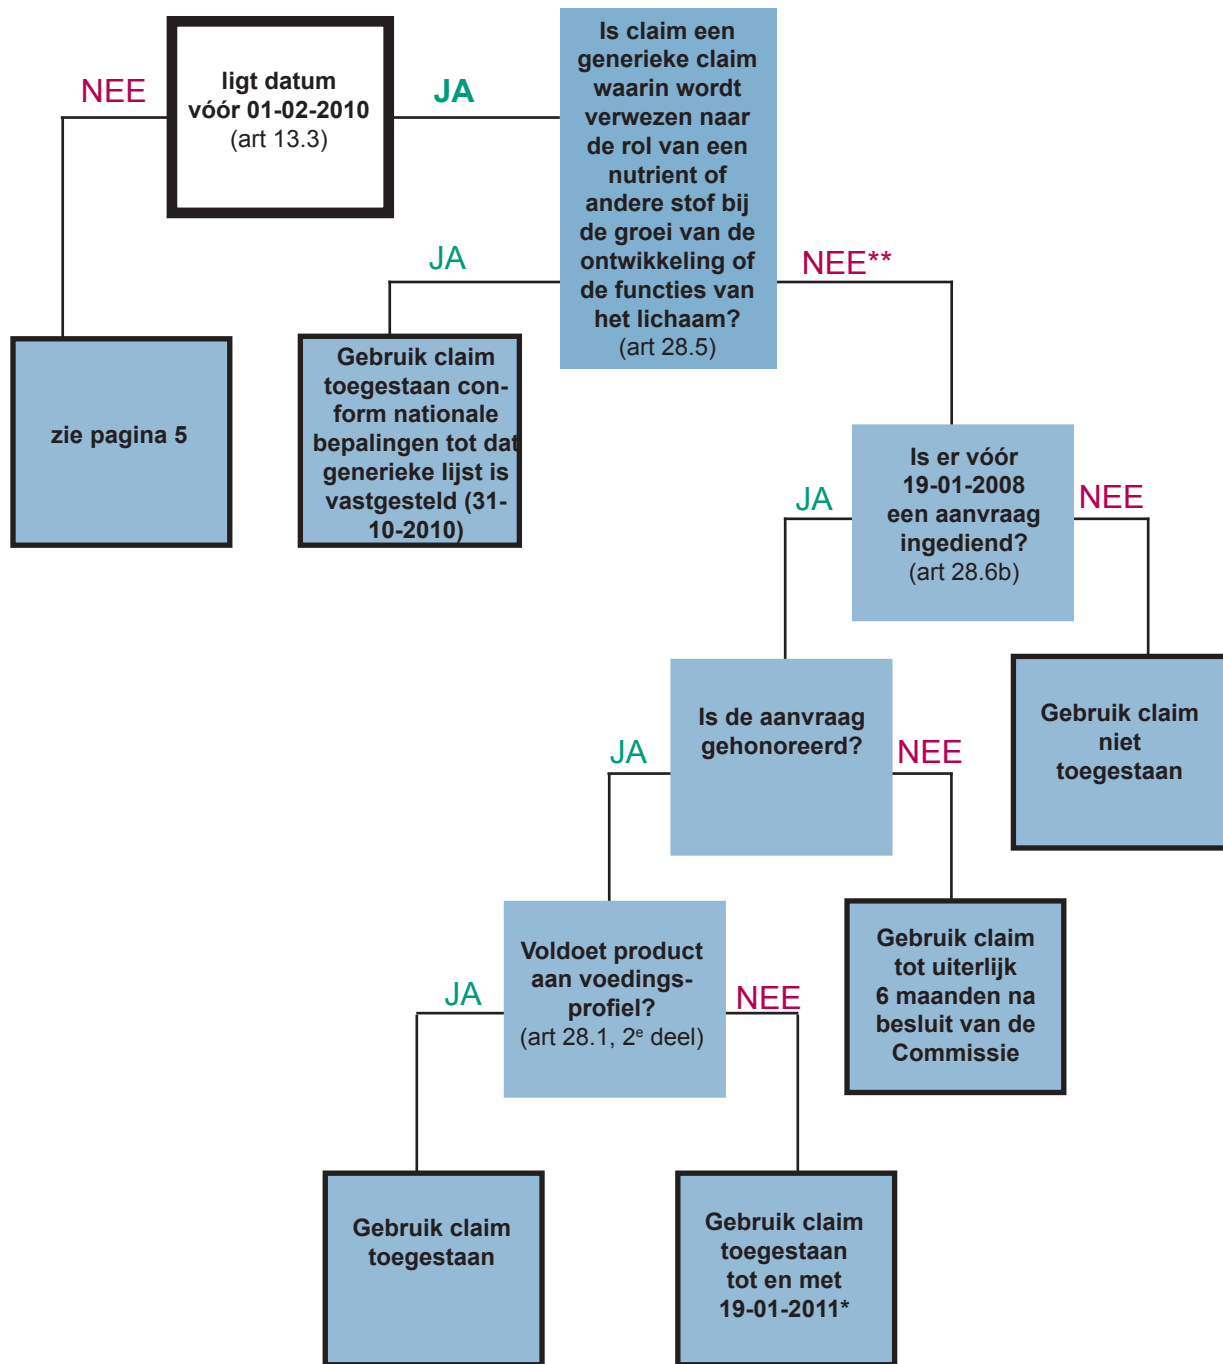 NEE
ligt datum
vóór 01-02-2010
(art 13.3)
JA
Is claim een
generieke claim
waarin wordt
verwezen naar
de rol van een
nutrient of
andere stof bij
de groei van de
ontwikkeling of
de functies van
het lichaam?
(art 28.5)
JA
NEE**
zie pagina 5
Gebruik claim
toegestaan con-
form nationale
bepalingen tot dat
generieke lijst is
vastgesteld (31-
10-2010)
JA
Is er vóór
19-01-2008
een aanvraag
ingediend?
(art 28.6b)
NEE
JA
Is de aanvraag
gehonoreerd?
NEE
Gebruik claim
niet
toegestaan
JA
Voldoet product
aan voedings-
profiel?
(art 28.1, 2e deel)
NEE
Gebruik claim
tot uiterlijk
6 maanden na
besluit van de
Commissie
Gebruik claim
toegestaan
Gebruik claim
toegestaan
tot en met
19-01-2011*